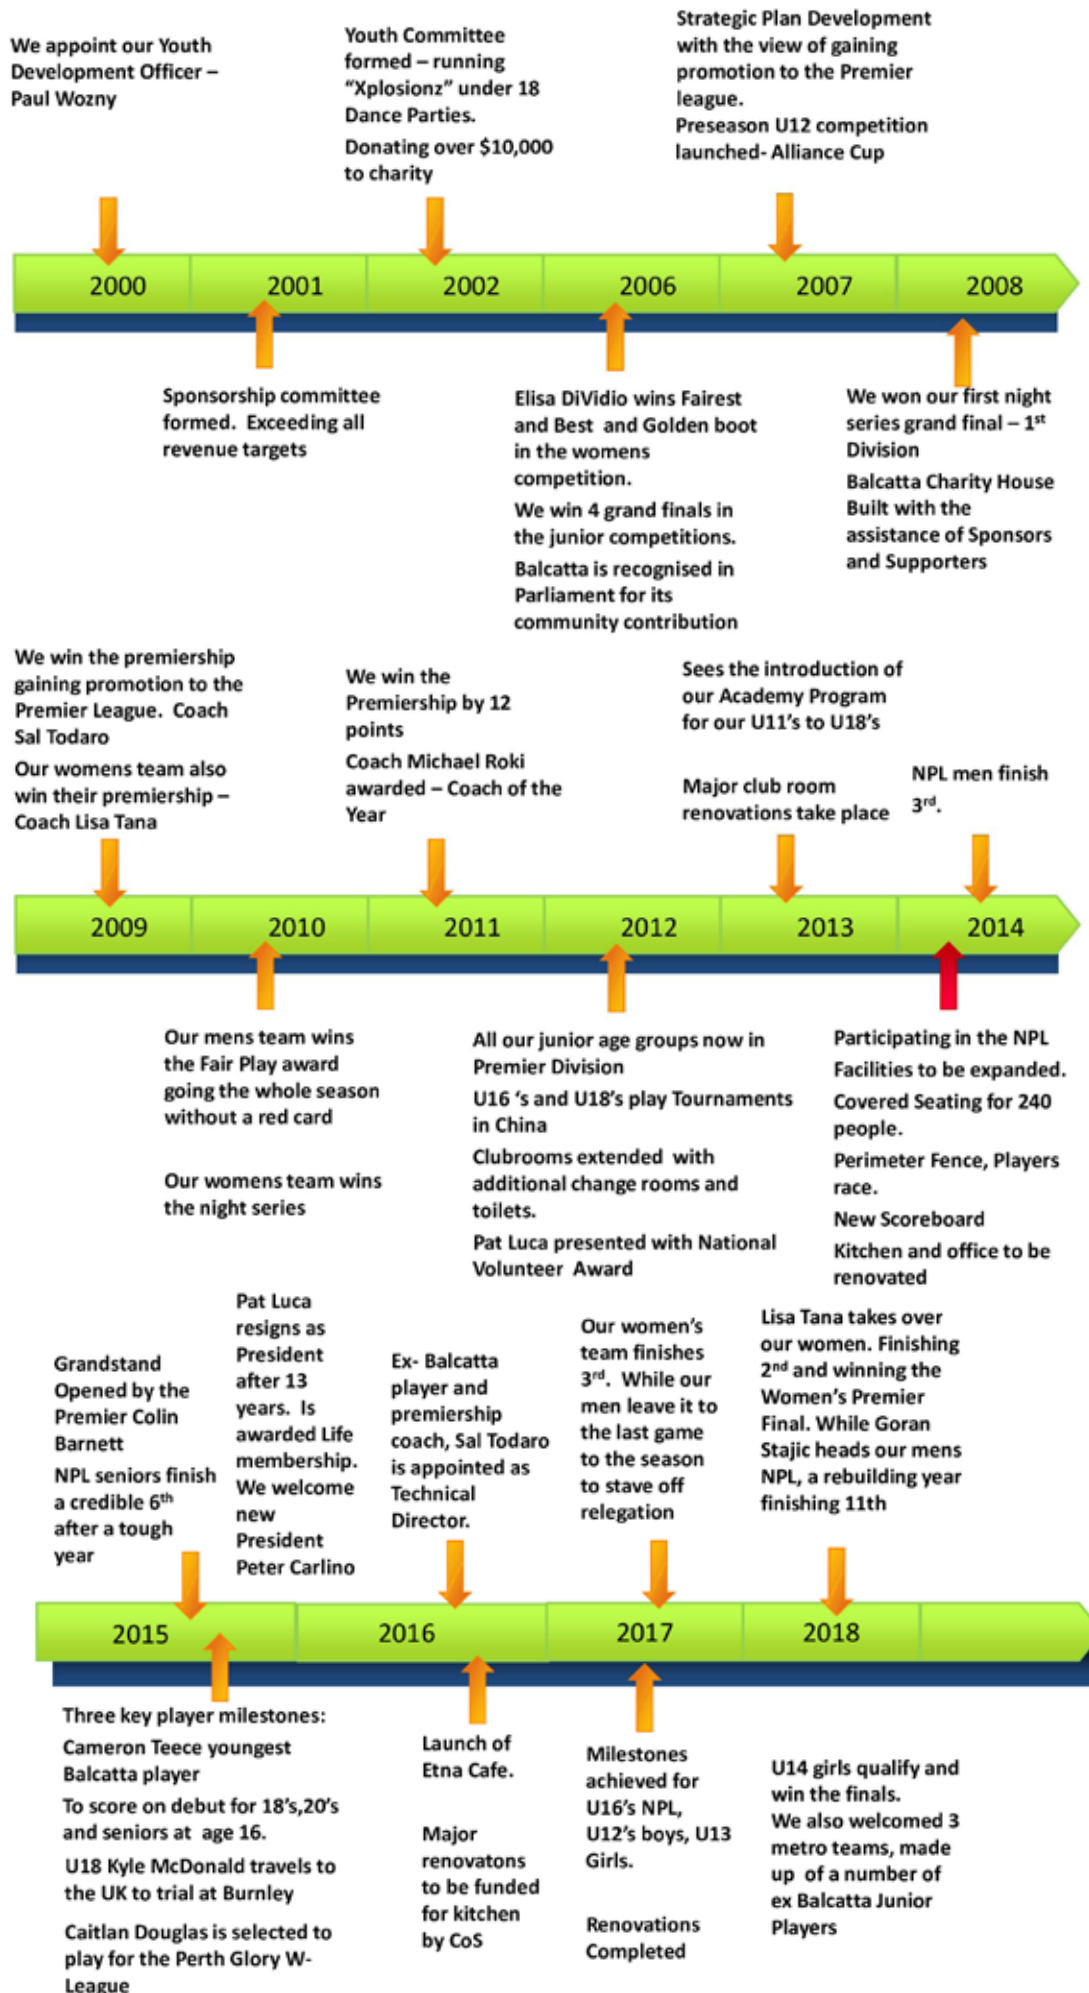 We appoint our Youth
Development Officer –
Paul Wozny
Youth Committee
formed – running
“Xplosionz” under 18
Dance Parties.
Donating over $10,000
to charity
Strategic Plan Development
with the view of gaining
promotion to the Premier
league.
Preseason U12 competition
launched- Alliance Cup
2000
2001
2002
2006
2007
2008
Sponsorship committee
formed. Exceeding all
revenue targets
Elisa DiVidio wins Fairest
and Best and Golden boot
in the womens
competition.
We win 4 grand finals in
the junior competitions.
Balcatta is recognised in
Parliament for its
community contribution
We won our first night
series grand final – 1st
Division
Balcatta Charity House
Built with the
assistance of Sponsors
and Supporters
We win the premiership
gaining promotion to the
Premier League. Coach
Sal Todaro
Our womens team also
win their premiership –
Coach Lisa Tana
We win the
Premiership by 12
points
Coach Michael Roki
awarded – Coach of the
Year
Sees the introduction of
our Academy Program
for our U11’s to U18’s
Major club room
renovations take place
NPL men finish
3rd.
2009
2010
2011
2012
2013
2014
Our mens team wins
the Fair Play award
going the whole season
without a red card
Our womens team wins
the night series
All our junior age groups now in
Premier Division
U16 ‘s and U18’s play Tournaments
in China
Clubrooms extended with
additional change rooms and
toilets.
Pat Luca presented with National
Volunteer Award
Participating in the NPL
Facilities to be expanded.
Covered Seating for 240
people.
Perimeter Fence, Players
race.
New Scoreboard
Kitchen and office to be
renovated
Grandstand
Opened by the
Premier Colin
Barnett
NPL seniors finish
a credible 6th
after a tough
year
Pat Luca
resigns as
President
after 13
years. Is
awarded Life
membership.
We welcome
new
President
Peter Carlino
Ex- Balcatta
player and
premiership
coach, Sal Todaro
is appointed as
Technical
Director.
Our women’s
team finishes
3rd. While our
men leave it to
the last game
to the season
to stave off
relegation
Lisa Tana takes over
our women. Finishing
2nd and winning the
Women’s Premier
Final. While Goran
Stajic heads our mens
NPL, a rebuilding year
finishing 11th
2015
2016
2017
2018
Three key player milestones:
Cameron Teece youngest
Balcatta player
To score on debut for 18’s,20’s
and seniors at age 16.
U18 Kyle McDonald travels to
the UK to trial at Burnley
Caitlan Douglas is selected to
play for the Perth Glory W-
League
Launch of
Etna Cafe.
Major
renovatons
to be funded
for kitchen
by CoS
Milestones
achieved for
U16’s NPL,
U12’s boys, U13
Girls.
Renovations
Completed
U14 girls qualify and
win the finals.
We also welcomed 3
metro teams, made
up of a number of
ex Balcatta Junior
Players